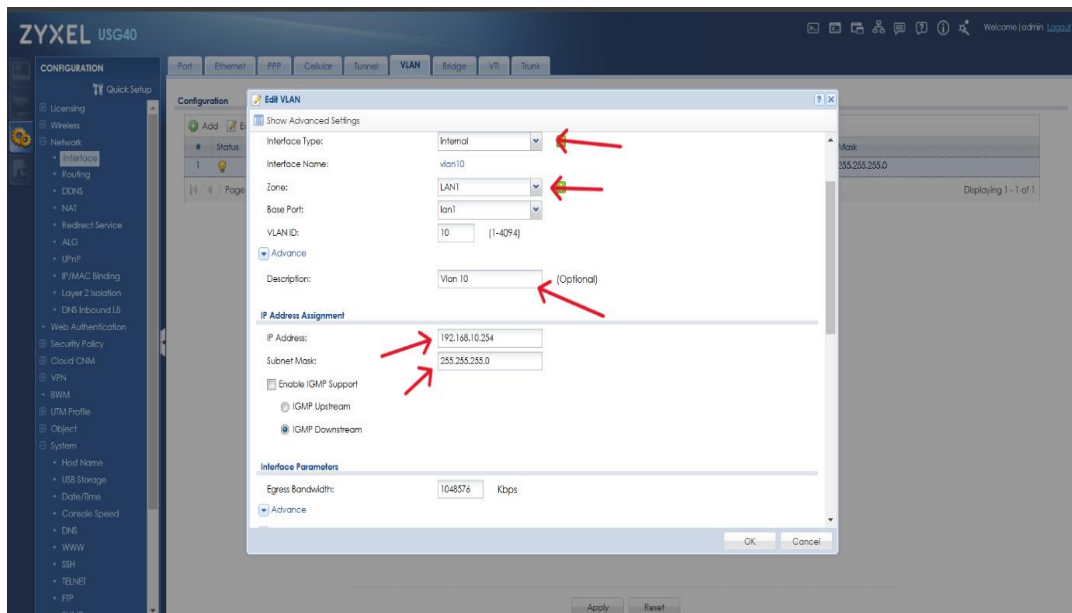 ZYXEL USG40
Welcome | admin Logout
CONFIGURATION
Quick Setup
Licensing
Wireless
Network
Interface
Routing
DDNS
NAT
Redirect Service
ALG
UPnP
IP/MAC Binding
Layer 2 Isolation
DNS Inbound LB
Web Authentication
Security Policy
Cloud CNM
VPN
BWM
UTM Profile
Object
System
Host Name
USB Storage
Date/Time
Console Speed
DNS
WWW
SSH
TELNET
FTP
Port Ethernet PPP Cellular Tunnel VLAN Bridge VTI Trunk
Configuration
Add
# Status Mask
1 255.255.255.0
Page Displaying 1 - 1 of 1
Edit VLAN
Show Advanced Settings
Interface Type: internal
Interface Name: vlan10
Zone: LAN1
Base Port: lan1
VLAN ID: 10 (1-4094)
Advance
Description: Vlan 10 (Optional)
IP Address Assignment
IP Address: 192.168.10.254
Subnet Mask: 255.255.255.0
Enable IGMP Support
IGMP Upstream
IGMP Downstream
Interface Parameters
Egress Bandwidth: 1048576 Kbps
Advance
OK Cancel
Apply Reset